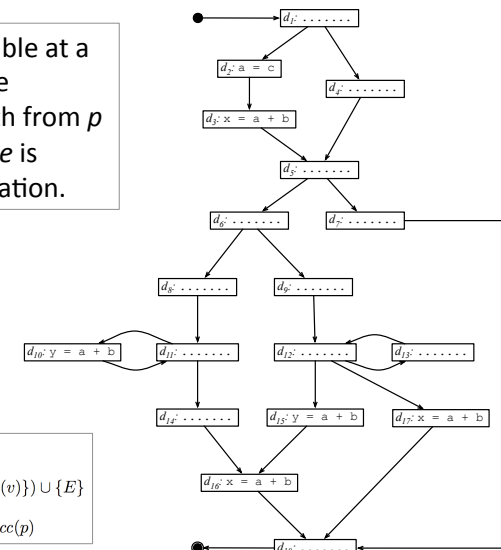 ble at a
e
h from p
e is
ation.
d₁: .......
d₂: a = c
d₄: .......
d₃: x = a + b
d₅: .......
d₆: .......
d₇: .......
d₈: .......
d₉: .......
d₁₀: y = a + b
d₁₁: .......
d₁₂: .......
d₁₃: .......
d₁₄: .......
d₁₅: y = a + b
d₁₇: x = a + b
(v)}) ∪ {E}
d₁₆: x = a + b
cc(p)